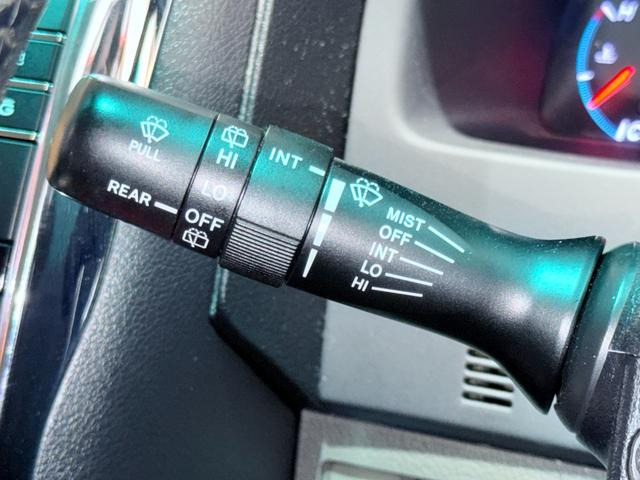 PULL
REAR
HI
LO
OFF
INT
MIST
OFF
INT
LO
HI
H